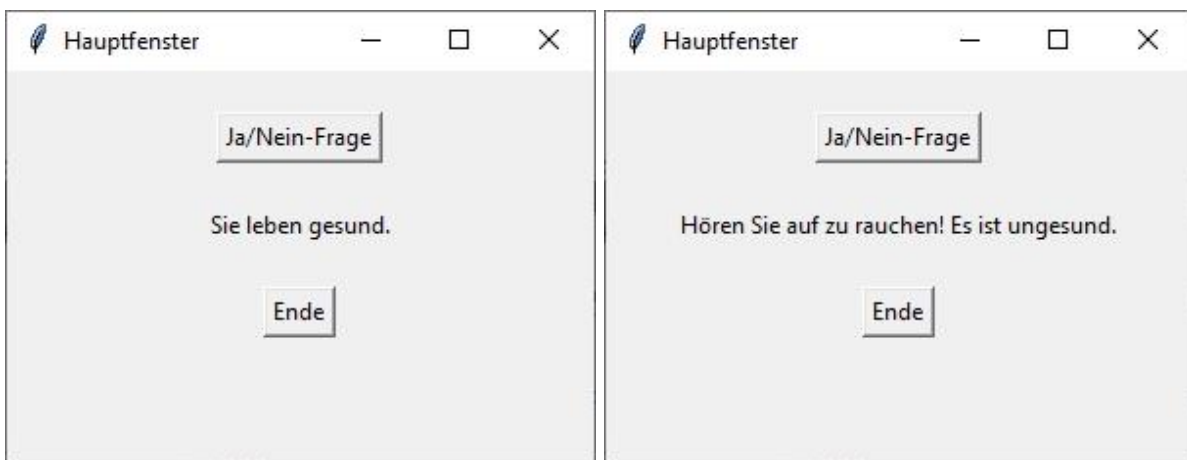 Hauptfenster
Ja/Nein-Frage
Sie leben gesund.
Ende
Hauptfenster
Ja/Nein-Frage
Hören Sie auf zu rauchen! Es ist ungesund.
Ende